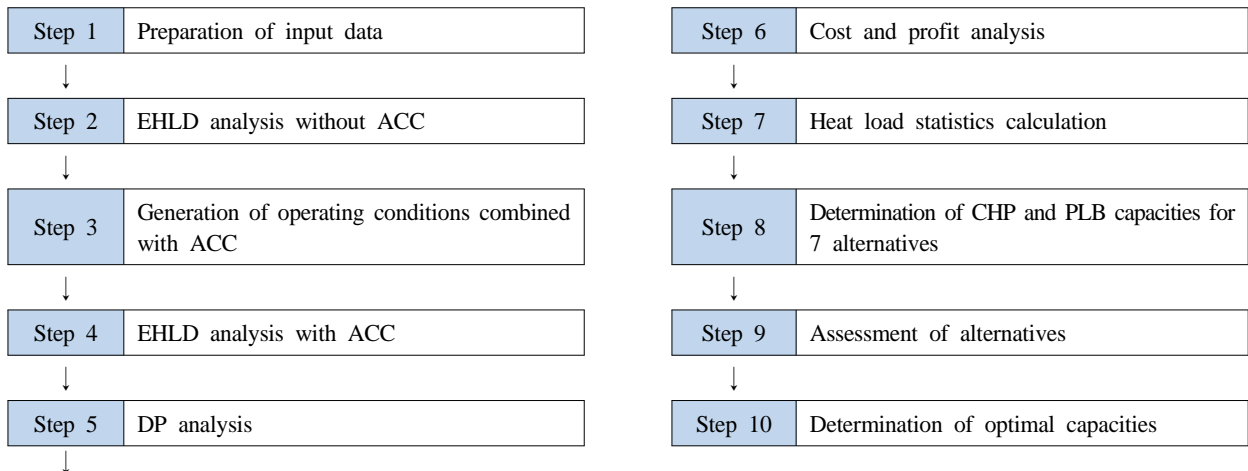 Step 1 Preparation of input data
Step 2 EHLD analysis without ACC
Step 3 Generation of operating conditions combined
with ACC
Step 4 EHLD analysis with ACC
Step 5 DP analysis
Step 6 Cost and profit analysis
Step 7 Heat load statistics calculation
Step 8 Determination of CHP and PLB capacities for
7 alternatives
Step 9 Assessment of alternatives
Step 10 Determination of optimal capacities